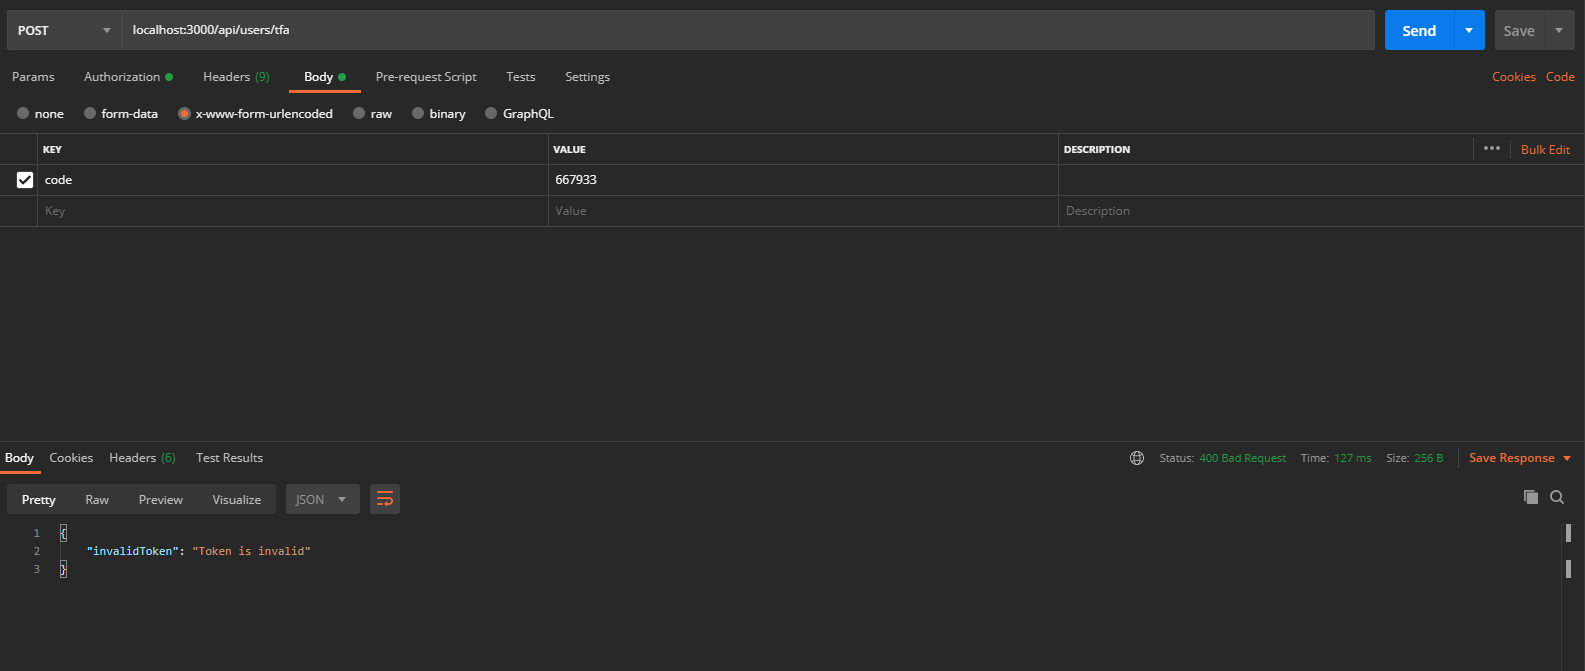 POST localhost:3000/api/users/tfa Send Save
Params Authorization Headers (9) Body Pre-request Script Tests Settings Cookies Code
none form-data x-www-form-urlencoded raw binary GraphQL
KEY VALUE DESCRIPTION ••• Bulk Edit
code 667933
Key Value Description
Body Cookies Headers (6) Test Results Status: 400 Bad Request Time: 127 ms Size: 256 B Save Response
Pretty Raw Preview Visualize JSON
1 {
2 "invalidToken": "Token is invalid"
3 }